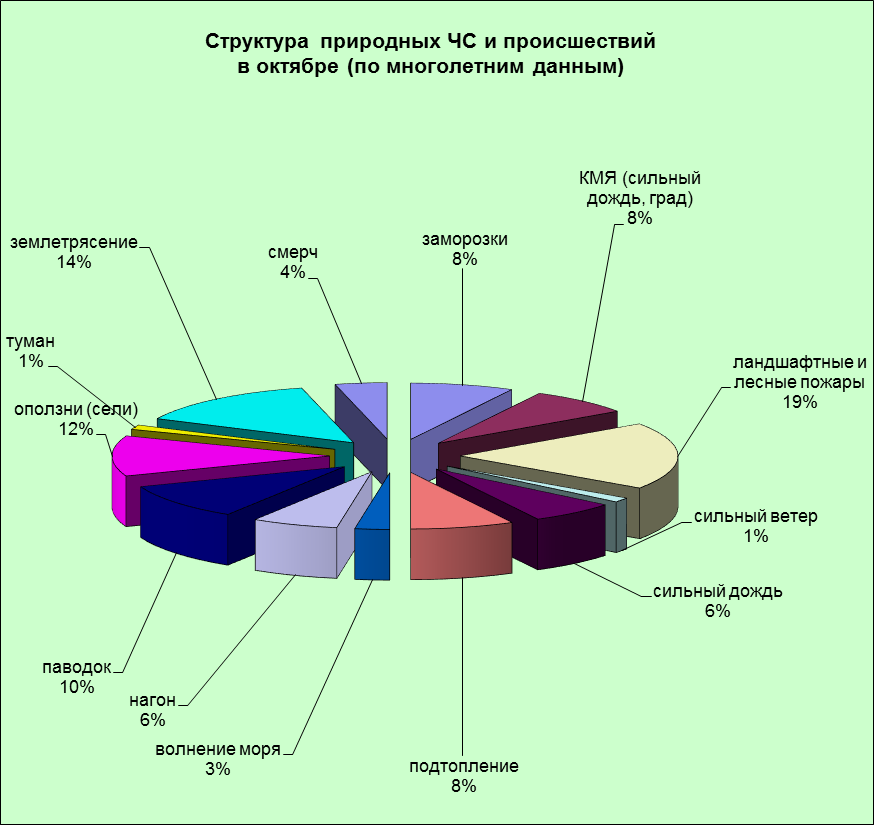 Структура природных ЧС и происшествий
в октябре (по многолетним данным)
КМЯ (сильный
дождь, град)
8%
заморозки
8%
смерч
4%
землетрясение
14%
туман
1%
оползни (сели)
12%
ландшафтные и
лесные пожары
19%
сильный ветер
1%
сильный дождь
6%
паводок
10%
нагон
6%
волнение моря
3%
подтопление
8%